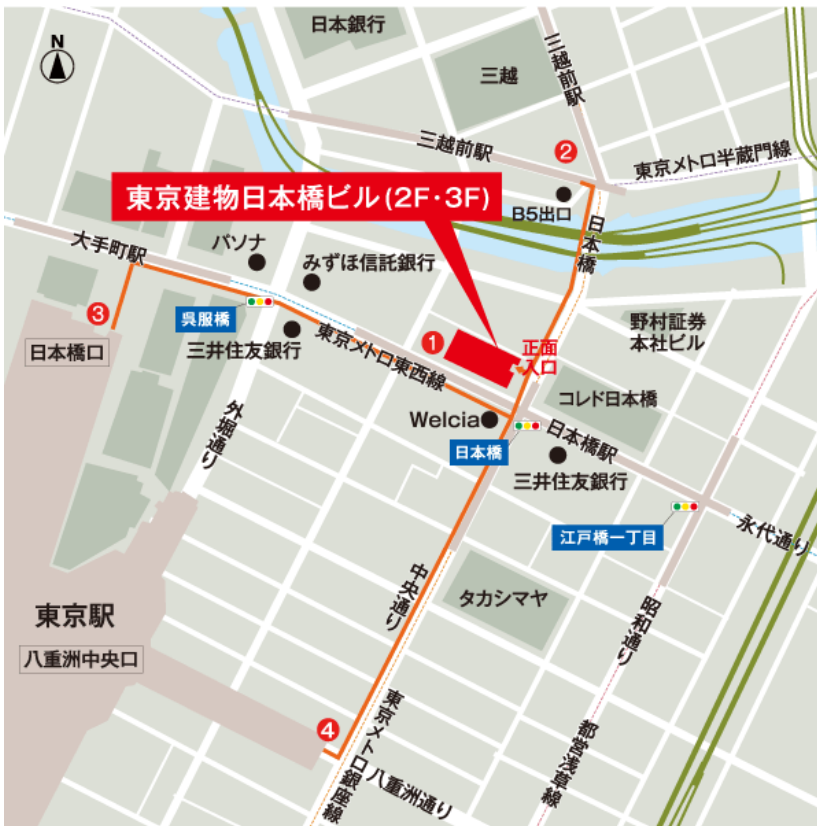 N
日本銀行
三越
三越前駅
三越前駅
2
東京メトロ半蔵門線
東京建物日本橋ビル(2F・3F)
B5出口
日本橋
大手町駅
パソナ
みずほ信託銀行
3
呉服橋
日本橋口
三井住友銀行
東京メトロ東西線
1
正面
入口
野村証券
本社ビル
コレド日本橋
外堀通り
Welcia
日本橋
日本橋駅
三井住友銀行
江戸橋一丁目
永代通り
中央通り
タカシマヤ
昭和通り
東京駅
八重洲中央口
4
東京メトロ銀座線
八重洲通り
都営浅草線